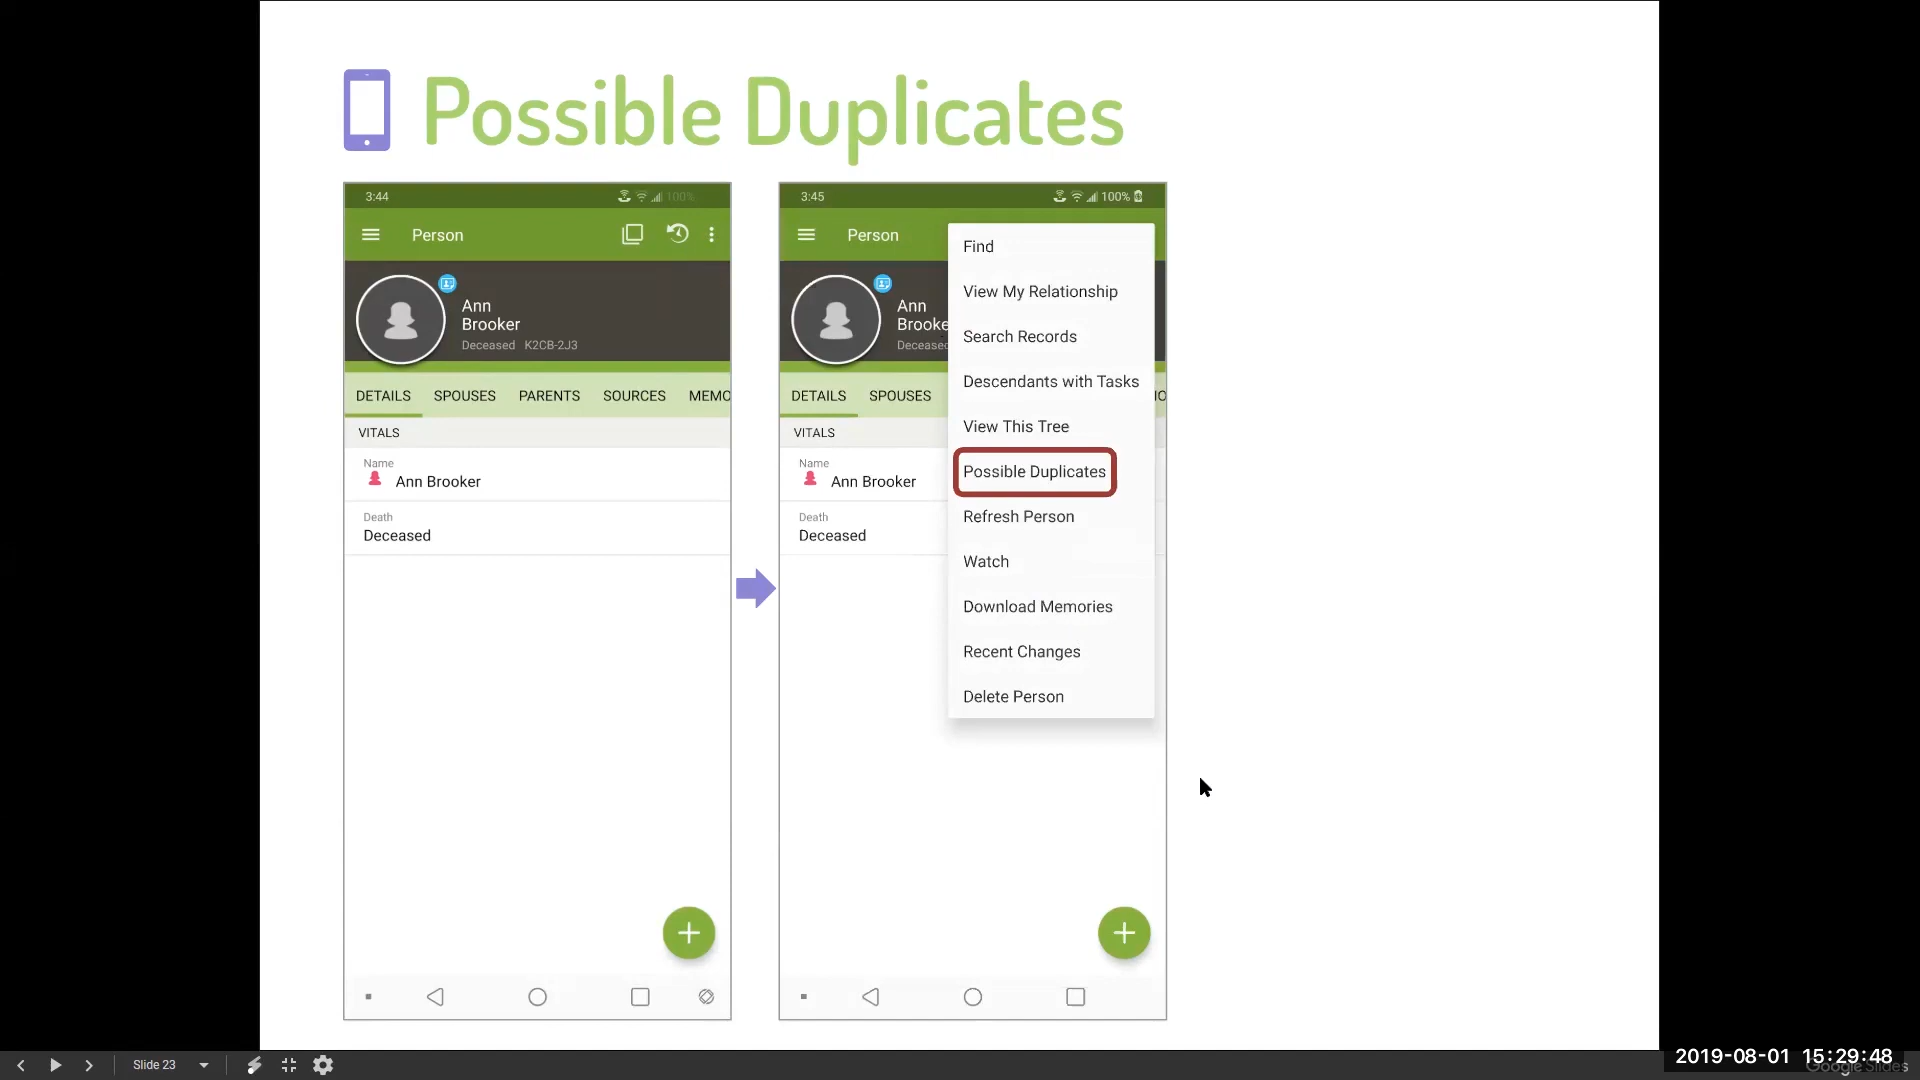 Possible Duplicates
3:44 100%
Person
Ann
Brooker
Deceased K2CB-2J3
DETAILS SPOUSES PARENTS SOURCES MEMO
VITALS
Name
Ann Brooker
Death
Deceased
3:45 100%
Person
Ann
Brooke
Deceased
DETAILS SPOUSES
VITALS
Name
Ann Brooker
Death
Deceased
Find
View My Relationship
Search Records
Descendants with Tasks
View This Tree
Possible Duplicates
Refresh Person
Watch
Download Memories
Recent Changes
Delete Person
Slide 23
2019-08-01 15:29:48
Google Slides